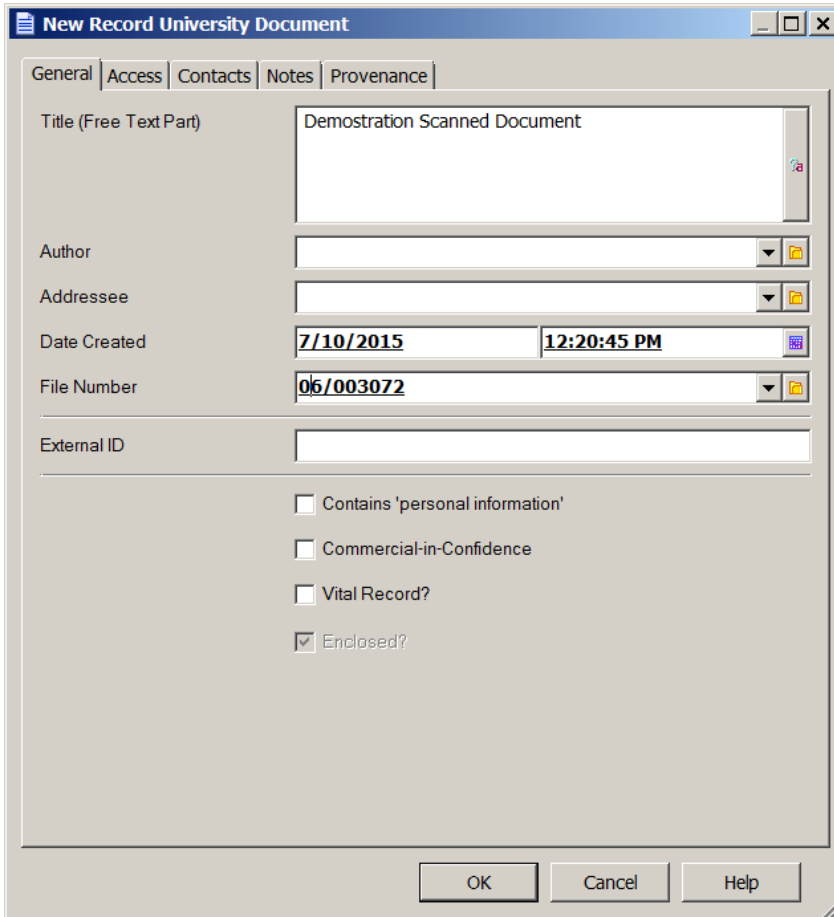 New Record University Document
General Access Contacts Notes Provenance
Title (Free Text Part) Demostration Scanned Document
Author
Addressee
Date Created 7/10/2015 12:20:45 PM
File Number 06/003072
External ID
Contains 'personal information'
Commercial-in-Confidence
Vital Record?
Enclosed?
OK Cancel Help